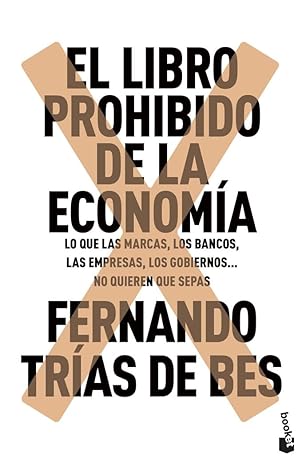 EL LIBRO
PROHIBIDO
DE LA
ECONOMÍA
LO QUE LAS MARCAS, LOS BANCOS,
LAS EMPRESAS, LOS GOBIERNOS...
NO QUIEREN QUE SEPAS
FERNANDO
TRÍAS DE BES
booket